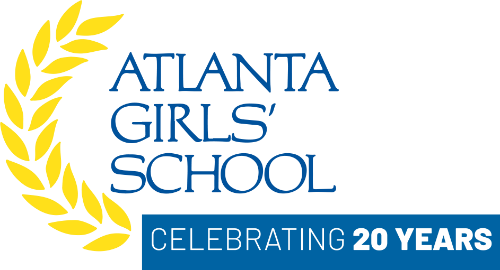 ATLANTA
GIRLS'
SCHOOL
CELEBRATING 20 YEARS